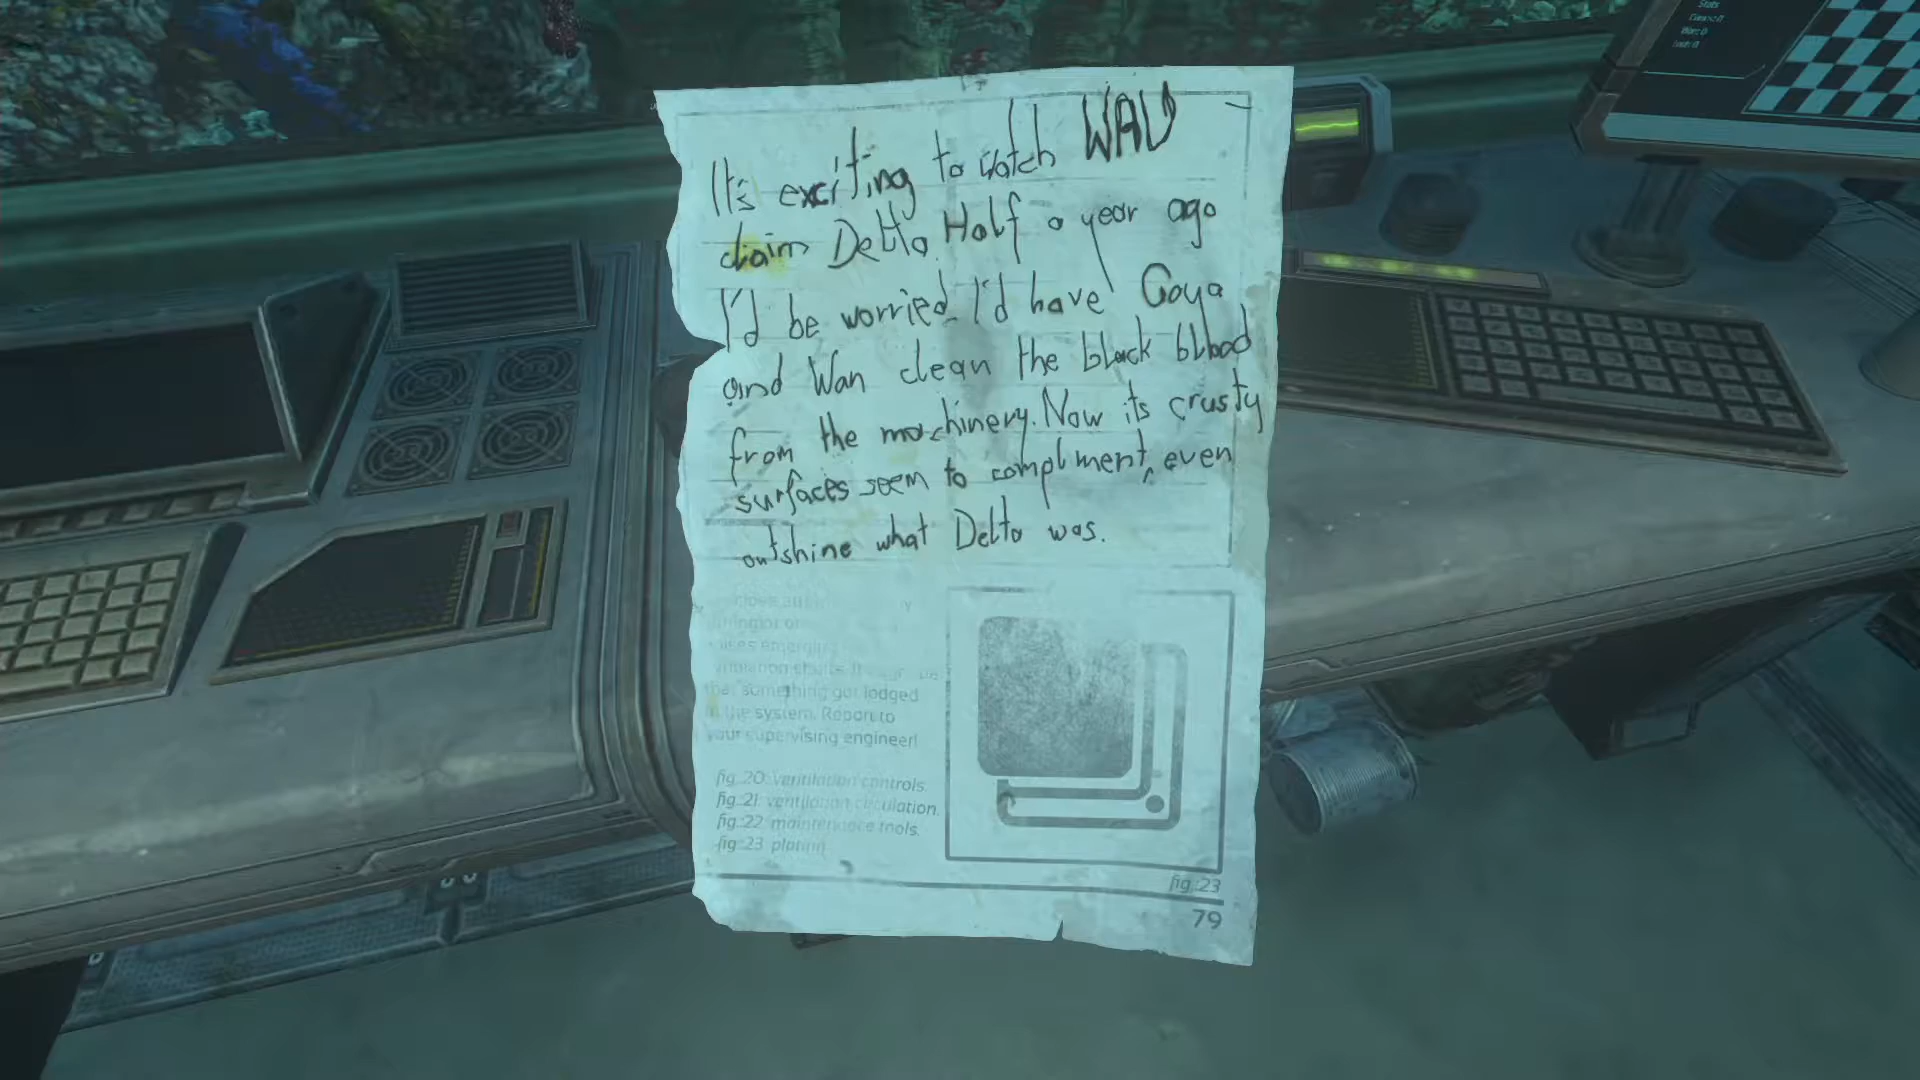 Stats
It's exciting to watch WAU
claim Delta. Half a year ago
I'd be worried. I'd have Goya
and Wan clean the black blood
from the machinery. Now its crusty
surfaces seem to compliment, even
outshine what Delta was.
that something got lodged
in the system. Report to
your supervising engineer!
fig.:20: ventilation controls.
fig.:21: ventilation circulation.
fig.:22: maintenance tools.
fig.:23 plating.
fig.:23
79